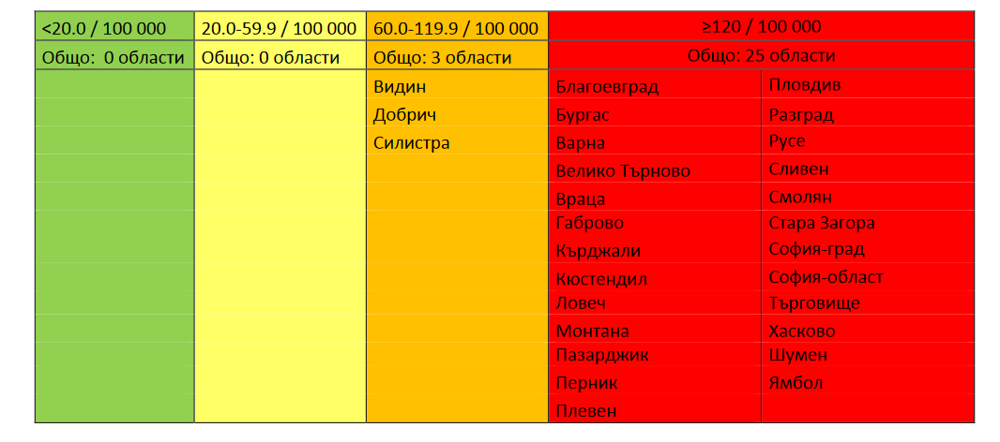 <20.0 / 100 000
20.0-59.9 / 100 000
60.0-119.9 / 100 000
≥120 / 100 000
Общо: 0 области
Общо: 0 области
Общо: 3 области
Общо: 25 области
Видин
Добрич
Силистра
Благоевград
Бургас
Варна
Велико Търново
Враца
Габрово
Кърджали
Кюстендил
Ловеч
Монтана
Пазарджик
Перник
Плевен
Пловдив
Разград
Русе
Сливен
Смолян
Стара Загора
София-град
София-област
Търговище
Хасково
Шумен
Ямбол